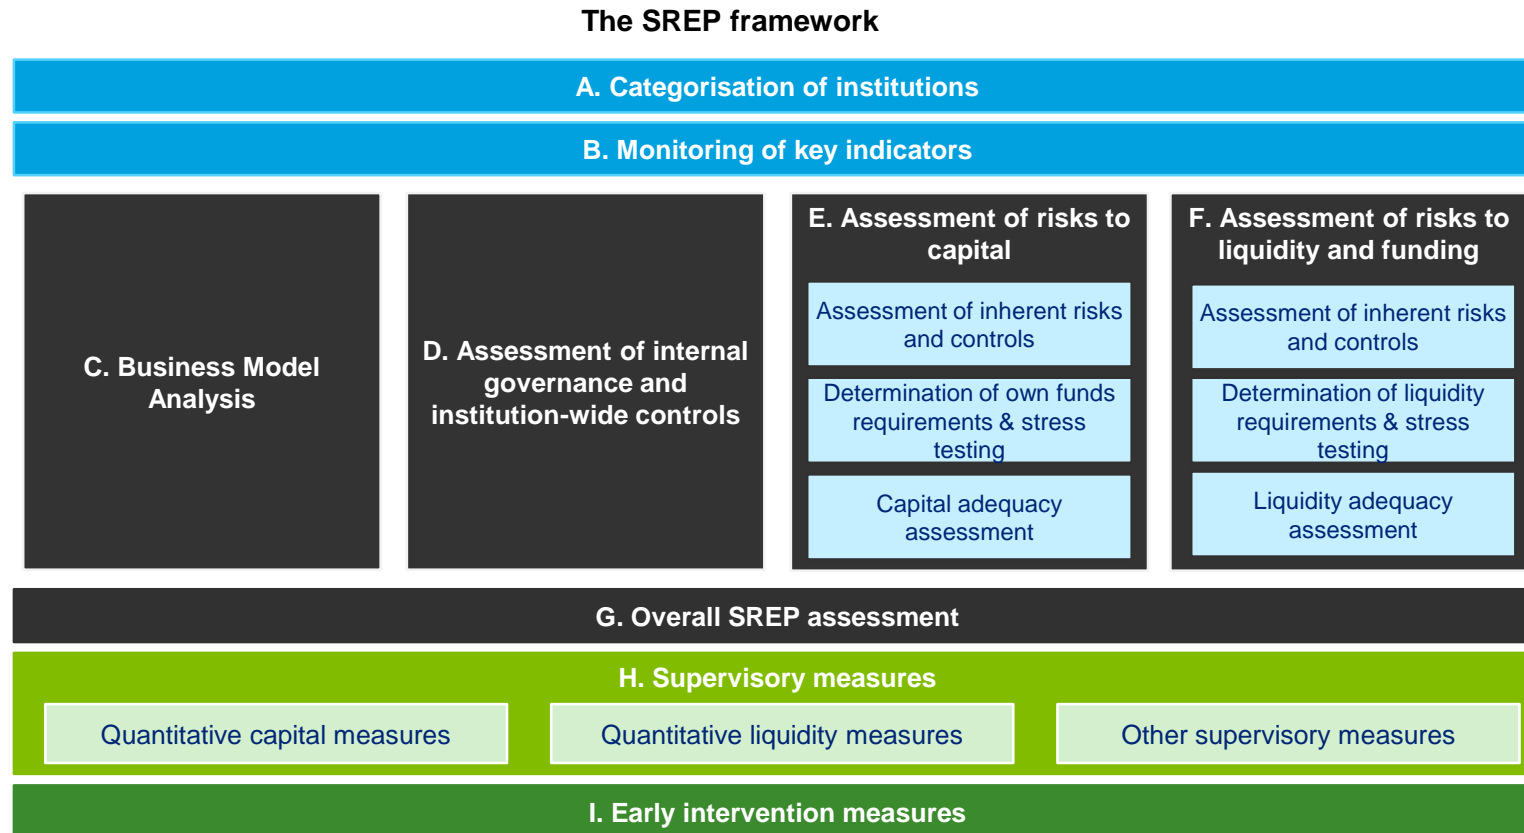 The SREP framework
A. Categorisation of institutions
B. Monitoring of key indicators
C. Business Model
Analysis
D. Assessment of internal
governance and
institution-wide controls
E. Assessment of risks to
capital
Assessment of inherent risks
and controls
Determination of own funds
requirements & stress
testing
Capital adequacy
assessment
F. Assessment of risks to
liquidity and funding
Assessment of inherent risks
and controls
Determination of liquidity
requirements & stress
testing
Liquidity adequacy
assessment
G. Overall SREP assessment
H. Supervisory measures
Quantitative capital measures
Quantitative liquidity measures
Other supervisory measures
I. Early intervention measures